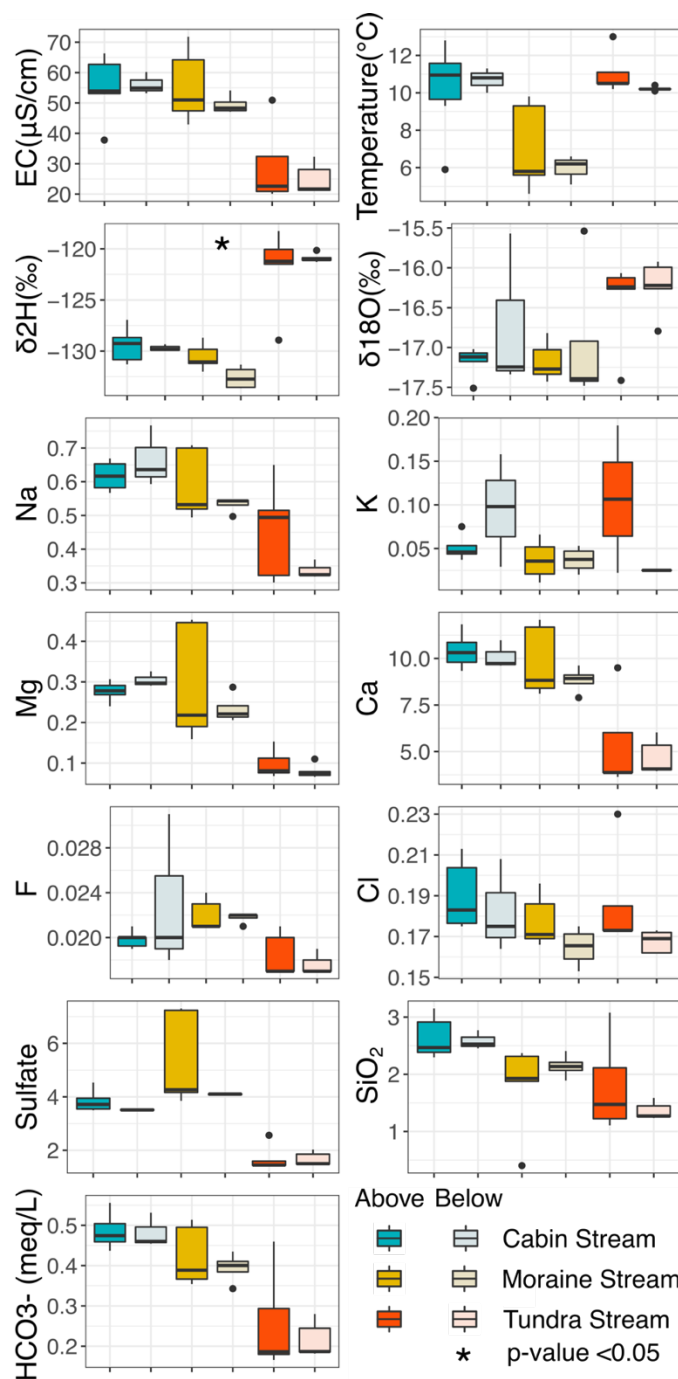 EC(μS/cm)
70
60
50
40
30
20
Temperature(°C)
12
10
8
6
δ2H(‰)
*
−120
−125
−130
δ18O(‰)
−15.5
−16.0
−16.5
−17.0
−17.5
Na
0.7
0.6
0.5
0.4
0.3
K
0.20
0.15
0.10
0.05
Mg
0.4
0.3
0.2
0.1
Ca
10.0
7.5
5.0
F
0.028
0.024
0.020
Cl
0.23
0.21
0.19
0.17
0.15
Sulfate
6
4
2
SiO₂
3
2
1
HCO3- (meq/L)
0.5
0.4
0.3
0.2
Above Below
Cabin Stream
Moraine Stream
Tundra Stream
* p-value <0.05